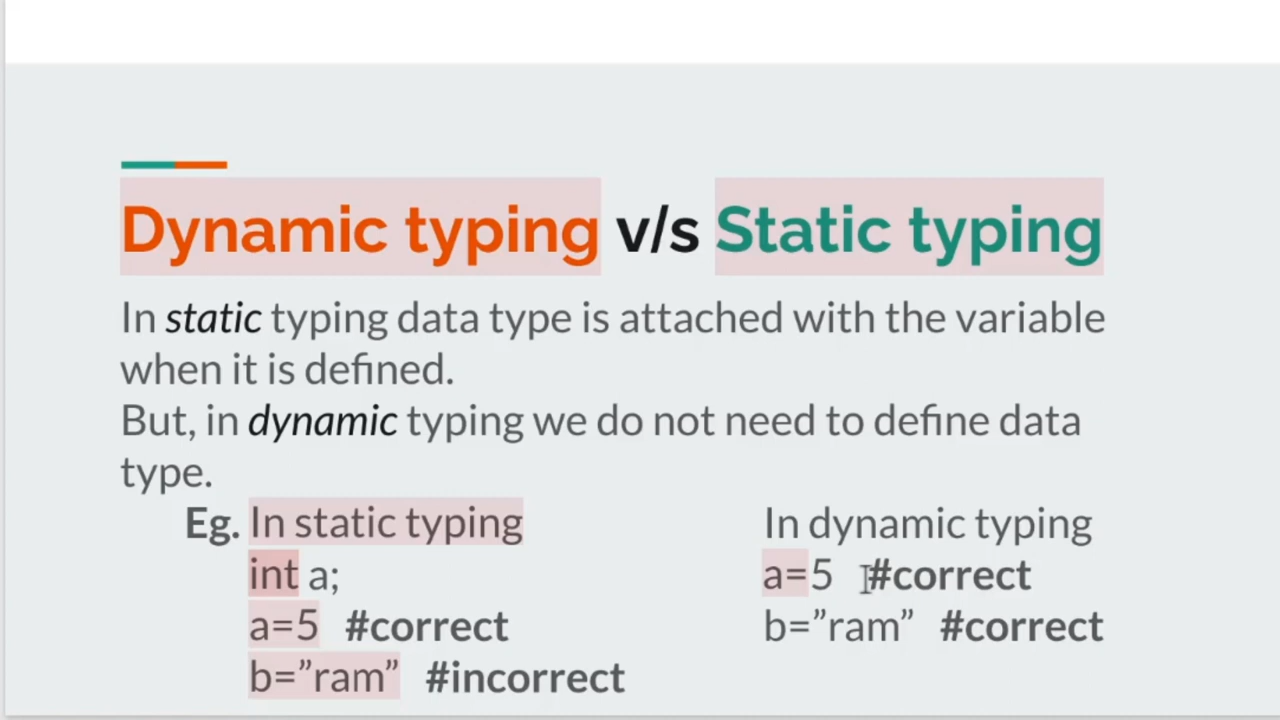 Dynamic typing v/s Static typing
In static typing data type is attached with the variable
when it is defined.
But, in dynamic typing we do not need to define data
type.
Eg. In static typing
int a;
a=5 #correct
b=”ram” #incorrect
In dynamic typing
a=5 #correct
b=”ram” #correct